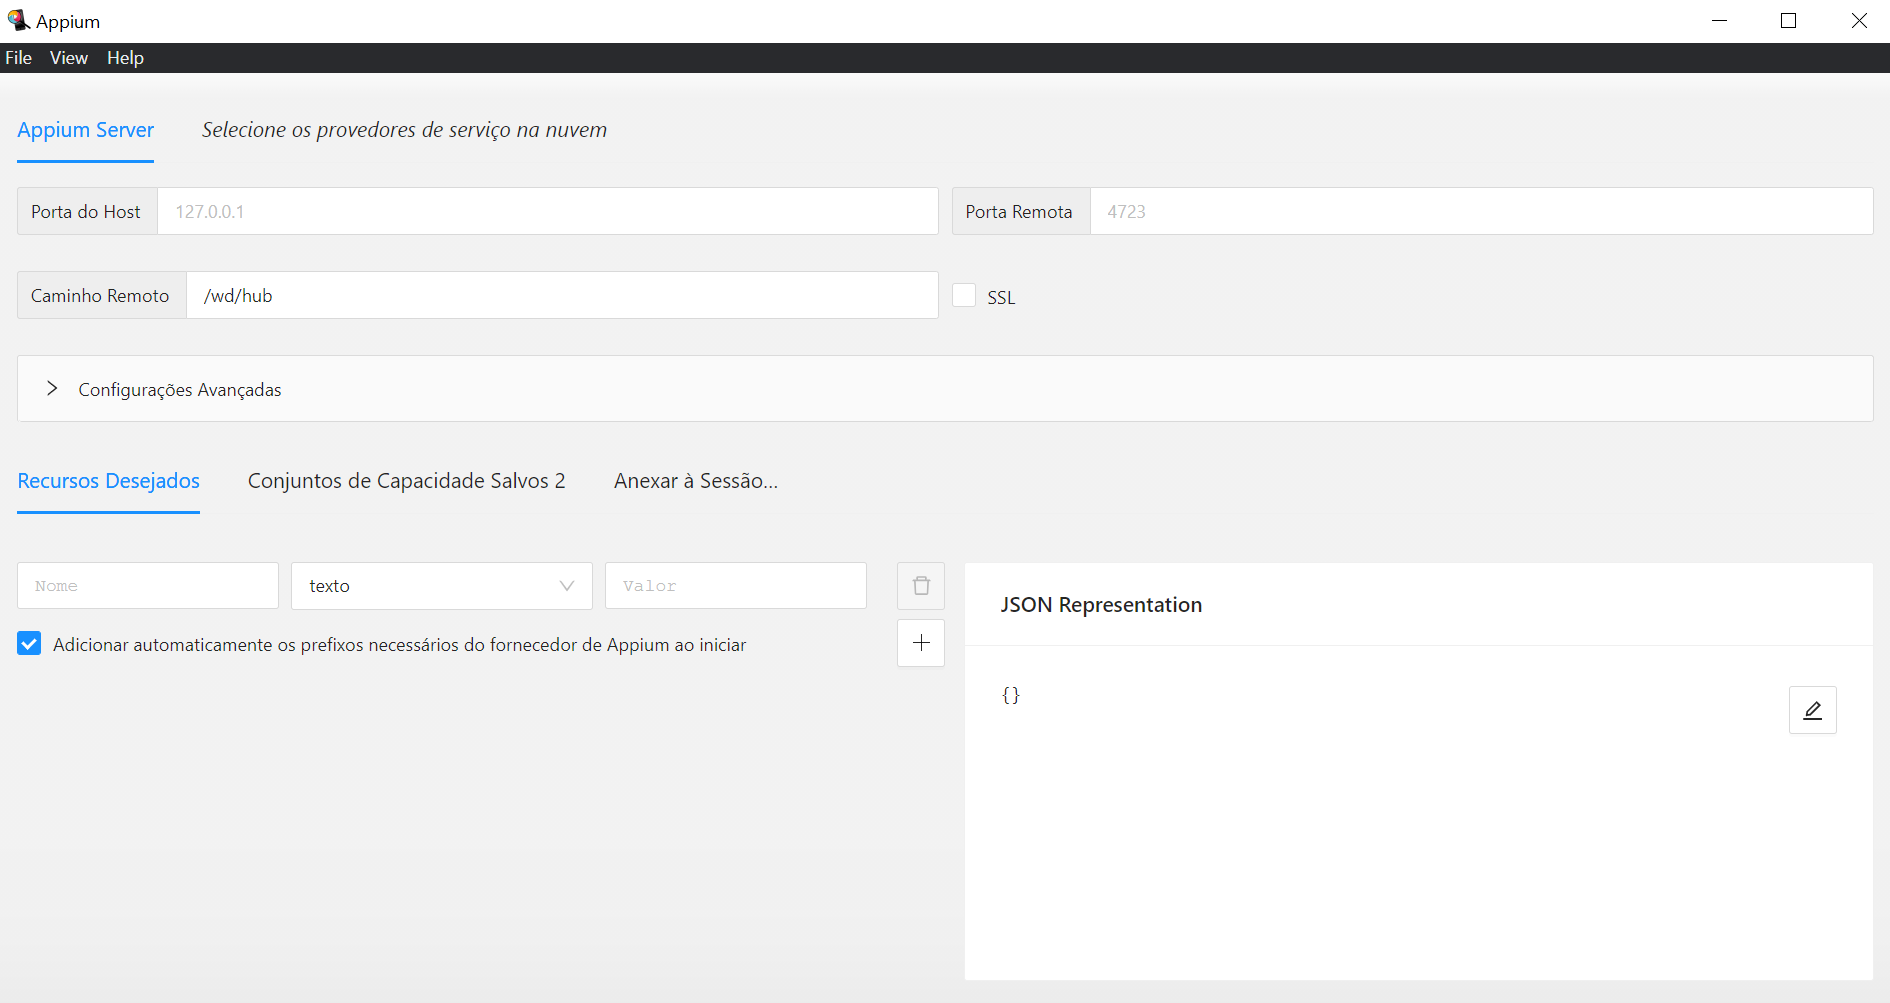 Appium
File View Help
Appium Server Selecione os provedores de serviço na nuvem
Porta do Host 127.0.0.1 Porta Remota 4723
Caminho Remoto /wd/hub SSL
Configurações Avançadas
Recursos Desejados Conjuntos de Capacidade Salvos 2 Anexar à Sessão...
Nome texto Valor
JSON Representation
Adicionar automaticamente os prefixos necessários do fornecedor de Appium ao iniciar
{}